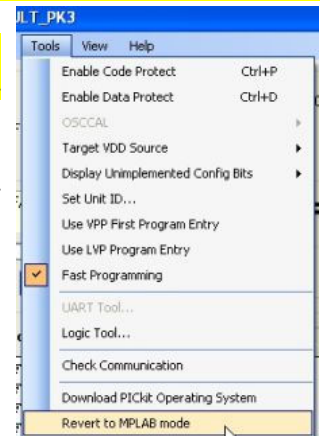 ULT_PK3
Tools View Help
Enable Code Protect Ctrl+P
Enable Data Protect Ctrl+D
OSCCAL
Target VDD Source
Display Unimplemented Config Bits
Set Unit ID...
Use VPP First Program Entry
Use LVP Program Entry
Fast Programming
UART Tool...
Logic Tool...
Check Communication
Download PICkit Operating System
Revert to MPLAB mode